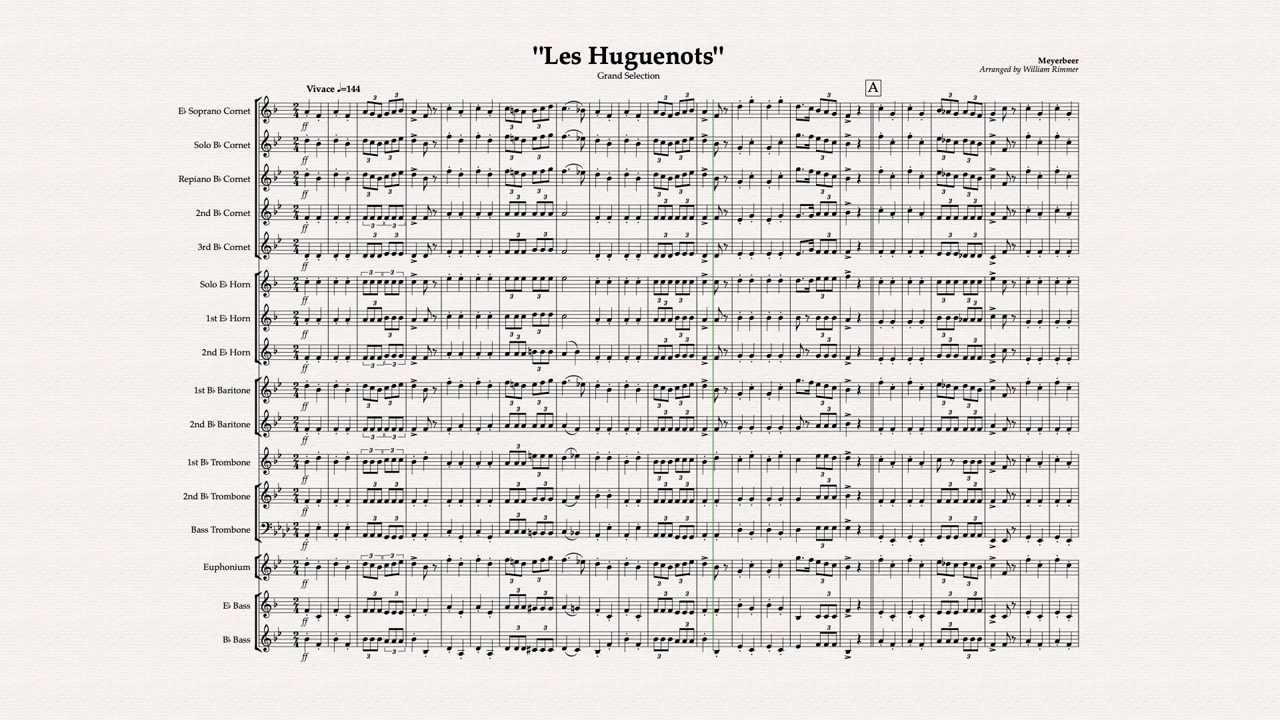 "Les Huguenots"
Grand Selection
Meyerbeer
Arranged by William Rimmer
Vivace ♩=144
A
E♭ Soprano Cornet
Solo B♭ Cornet
Repiano B♭ Cornet
2nd B♭ Cornet
3rd B♭ Cornet
Solo E♭ Horn
1st E♭ Horn
2nd E♭ Horn
1st B♭ Baritone
2nd B♭ Baritone
1st B♭ Trombone
2nd B♭ Trombone
Bass Trombone
Euphonium
E♭ Bass
B♭ Bass